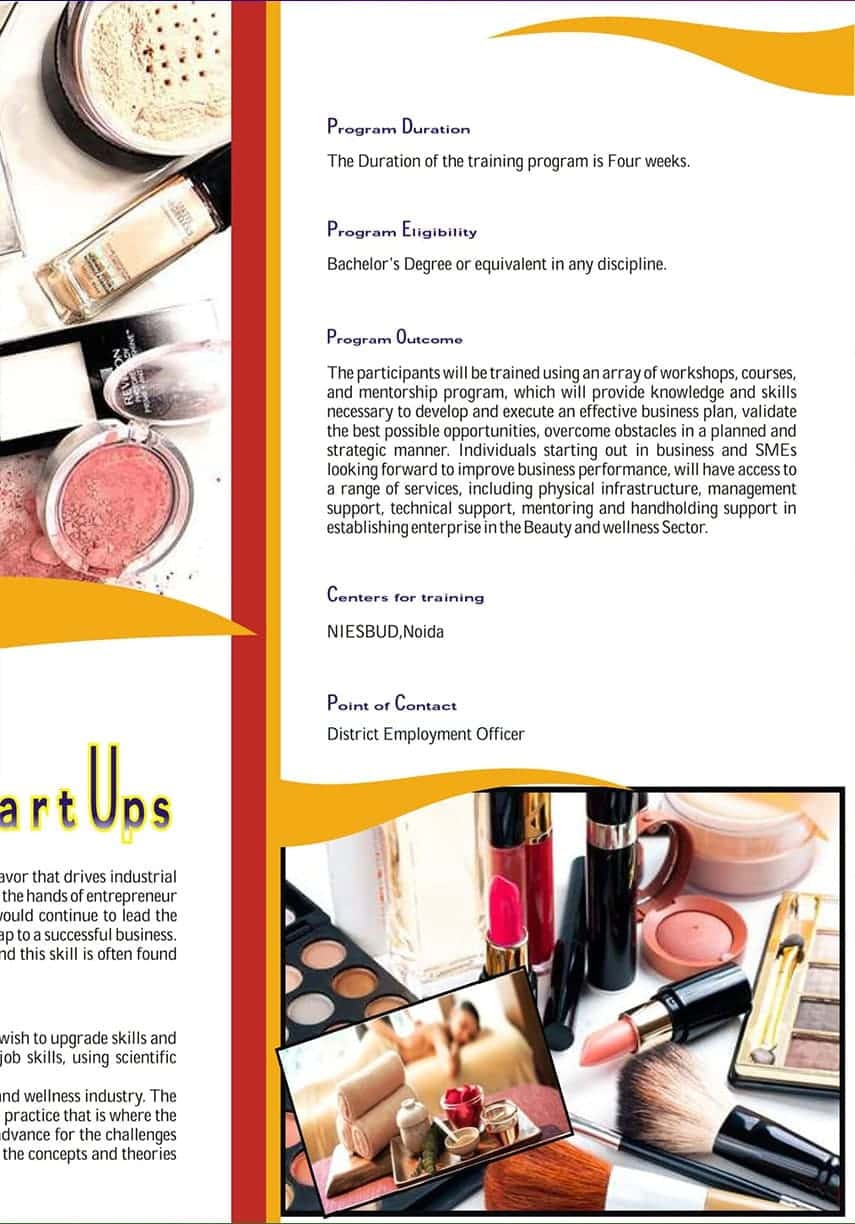 REVLON
artUps
avor that drives industrial
the hands of entrepreneur
would continue to lead the
ap to a successful business.
nd this skill is often found
wish to upgrade skills and
job skills, using scientific
and wellness industry. The
practice that is where the
advance for the challenges
the concepts and theories
Program Duration
The Duration of the training program is Four weeks.
Program Eligibility
Bachelor's Degree or equivalent in any discipline.
Program Outcome
The participants will be trained using an array of workshops, courses,
and mentorship program, which will provide knowledge and skills
necessary to develop and execute an effective business plan, validate
the best possible opportunities, overcome obstacles in a planned and
strategic manner. Individuals starting out in business and SMEs
looking forward to improve business performance, will have access to
a range of services, including physical infrastructure, management
support, technical support, mentoring and handholding support in
establishing enterprise in the Beauty and wellness Sector.
Centers for training
NIESBUD,Noida
Point of Contact
District Employment Officer